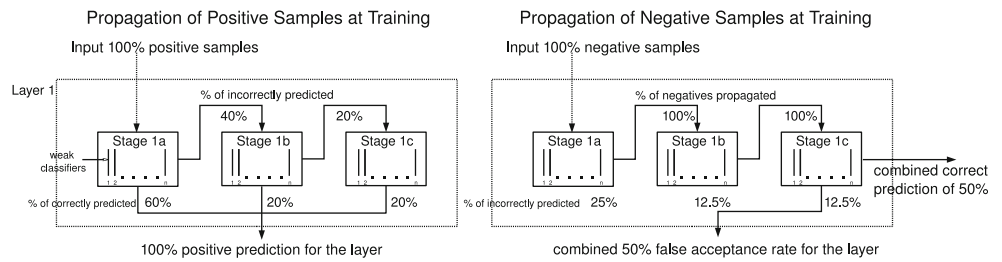 Propagation of Positive Samples at Training
Input 100% positive samples
Layer 1
% of incorrectly predicted
40%
20%
Stage 1a
Stage 1b
Stage 1c
weak
classifiers
1 2
n
1 2
n
1 2
n
% of correctly predicted
60%
20%
20%
100% positive prediction for the layer
Propagation of Negative Samples at Training
Input 100% negative samples
% of negatives propagated
100%
100%
Stage 1a
Stage 1b
Stage 1c
1 2
n
1 2
n
1 2
n
combined correct
prediction of 50%
% of incorrectly predicted
25%
12.5%
12.5%
combined 50% false acceptance rate for the layer